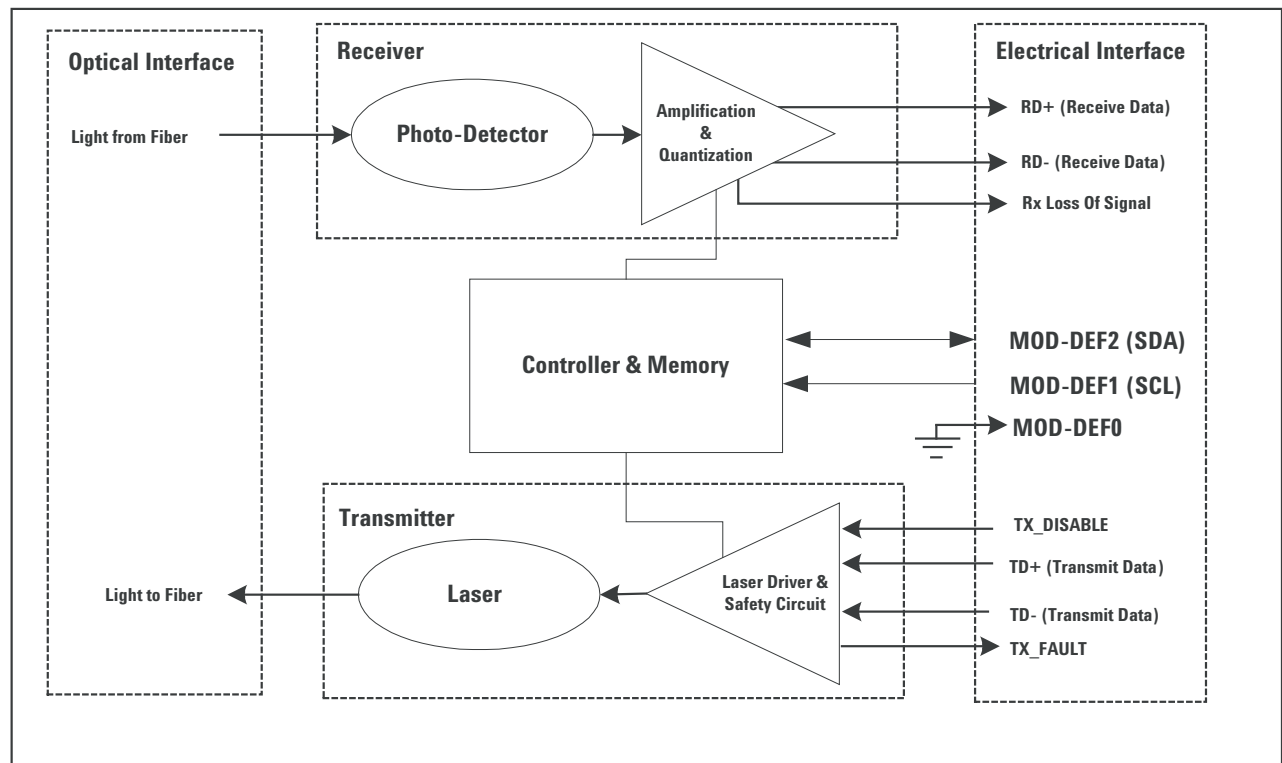 Optical Interface
Receiver
Electrical Interface
Light from Fiber
Photo-Detector
Amplification
&
Quantization
RD+ (Receive Data)
RD- (Receive Data)
Rx Loss Of Signal
Controller & Memory
MOD-DEF2 (SDA)
MOD-DEF1 (SCL)
MOD-DEF0
Transmitter
Light to Fiber
Laser
Laser Driver &
Safety Circuit
TX_DISABLE
TD+ (Transmit Data)
TD- (Transmit Data)
TX_FAULT